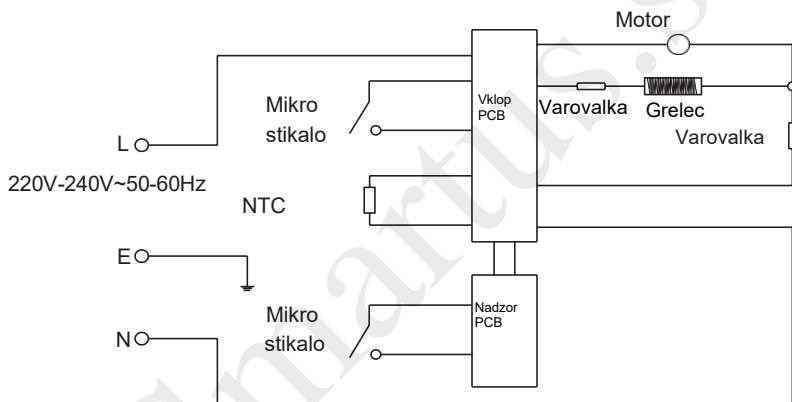 Motor
Mikro
stikalo
Vklop
PCB
Varovalka
Grelec
Varovalka
L
220V-240V~50-60Hz
NTC
E
Mikro
stikalo
Nadzor
PCB
N